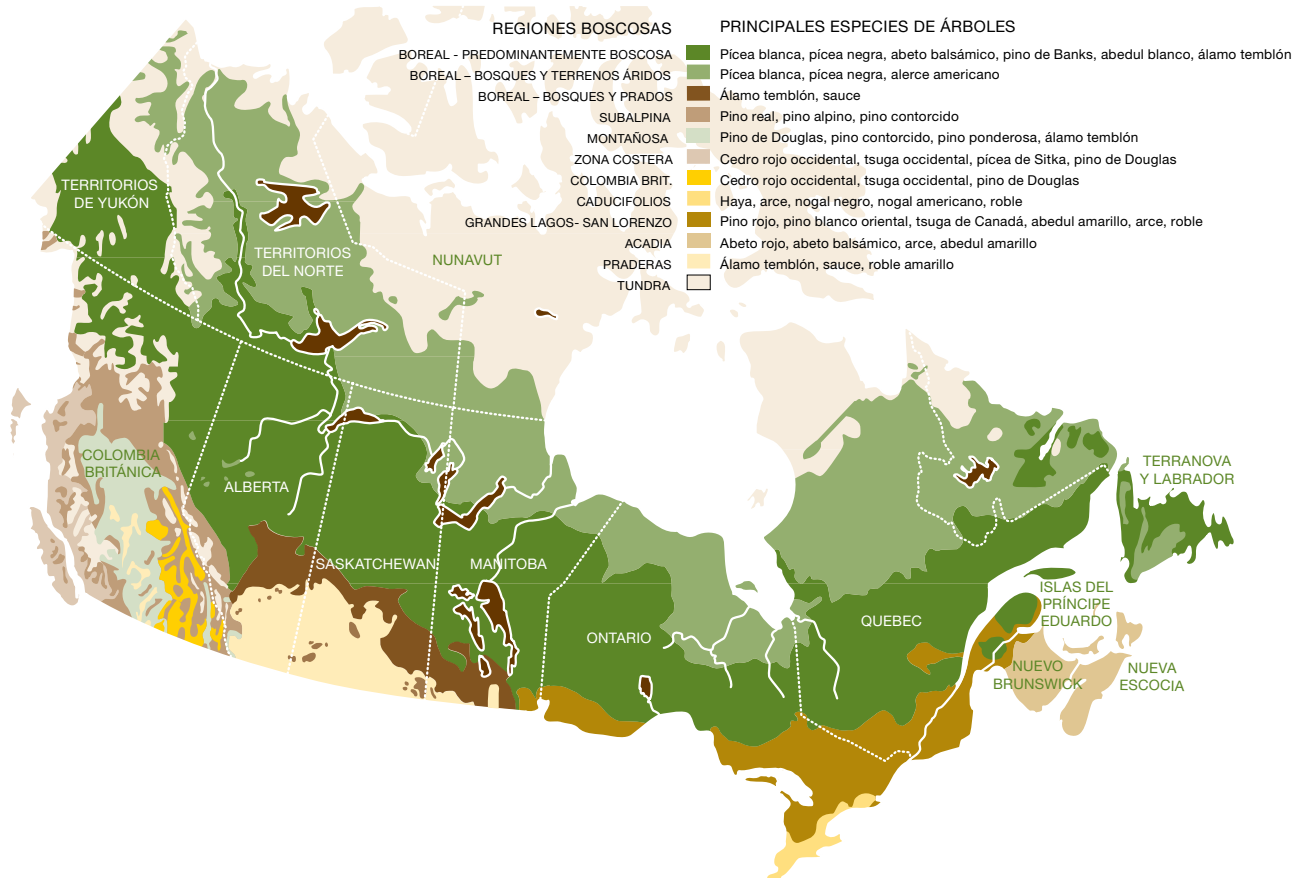 REGIONES BOSCOSAS PRINCIPALES ESPECIES DE ÁRBOLES
BOREAL - PREDOMINANTEMENTE BOSCOSA Pícea blanca, pícea negra, abeto balsámico, pino de Banks, abedul blanco, álamo temblón
BOREAL – BOSQUES Y TERRENOS ÁRIDOS Pícea blanca, pícea negra, alerce americano
BOREAL – BOSQUES Y PRADOS Álamo temblón, sauce
SUBALPINA Pino real, pino alpino, pino contorcido
MONTAÑOSA Pino de Douglas, pino contorcido, pino ponderosa, álamo temblón
ZONA COSTERA Cedro rojo occidental, tsuga occidental, pícea de Sitka, pino de Douglas
COLOMBIA BRIT. Cedro rojo occidental, tsuga occidental, pino de Douglas
CADUCIFOLIOS Haya, arce, nogal negro, nogal americano, roble
GRANDES LAGOS- SAN LORENZO Pino rojo, pino blanco oriental, tsuga de Canadá, abedul amarillo, arce, roble
ACADIA Abeto rojo, abeto balsámico, arce, abedul amarillo
PRADERAS Álamo temblón, sauce, roble amarillo
TUNDRA
TERRITORIOS
DE YUKÓN
TERRITORIOS
DEL NORTE
NUNAVUT
COLOMBIA
BRITÁNICA
ALBERTA
SASKATCHEWAN
MANITOBA
ONTARIO
QUEBEC
TERRANOVA
Y LABRADOR
ISLAS DEL
PRÍNCIPE
EDUARDO
NUEVO
BRUNSWICK
NUEVA
ESCOCIA